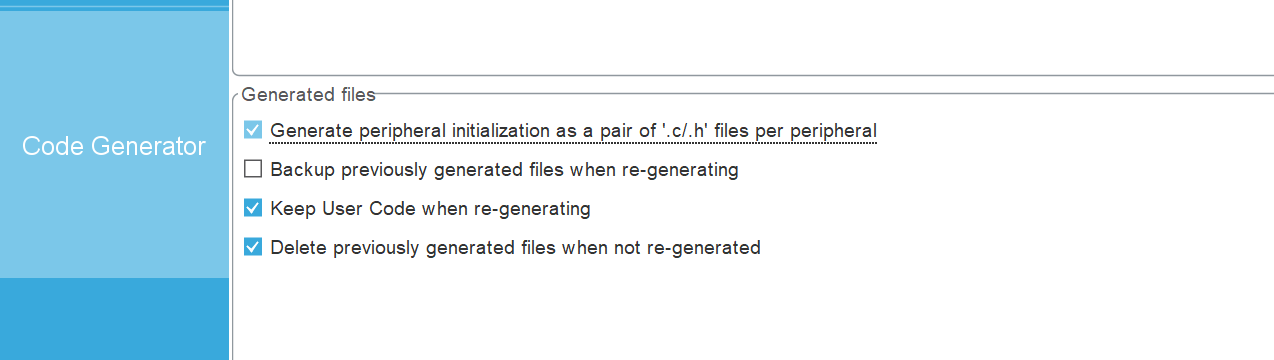 Code Generator
Generated files
Generate peripheral initialization as a pair of '.c/.h' files per peripheral
Backup previously generated files when re-generating
Keep User Code when re-generating
Delete previously generated files when not re-generated